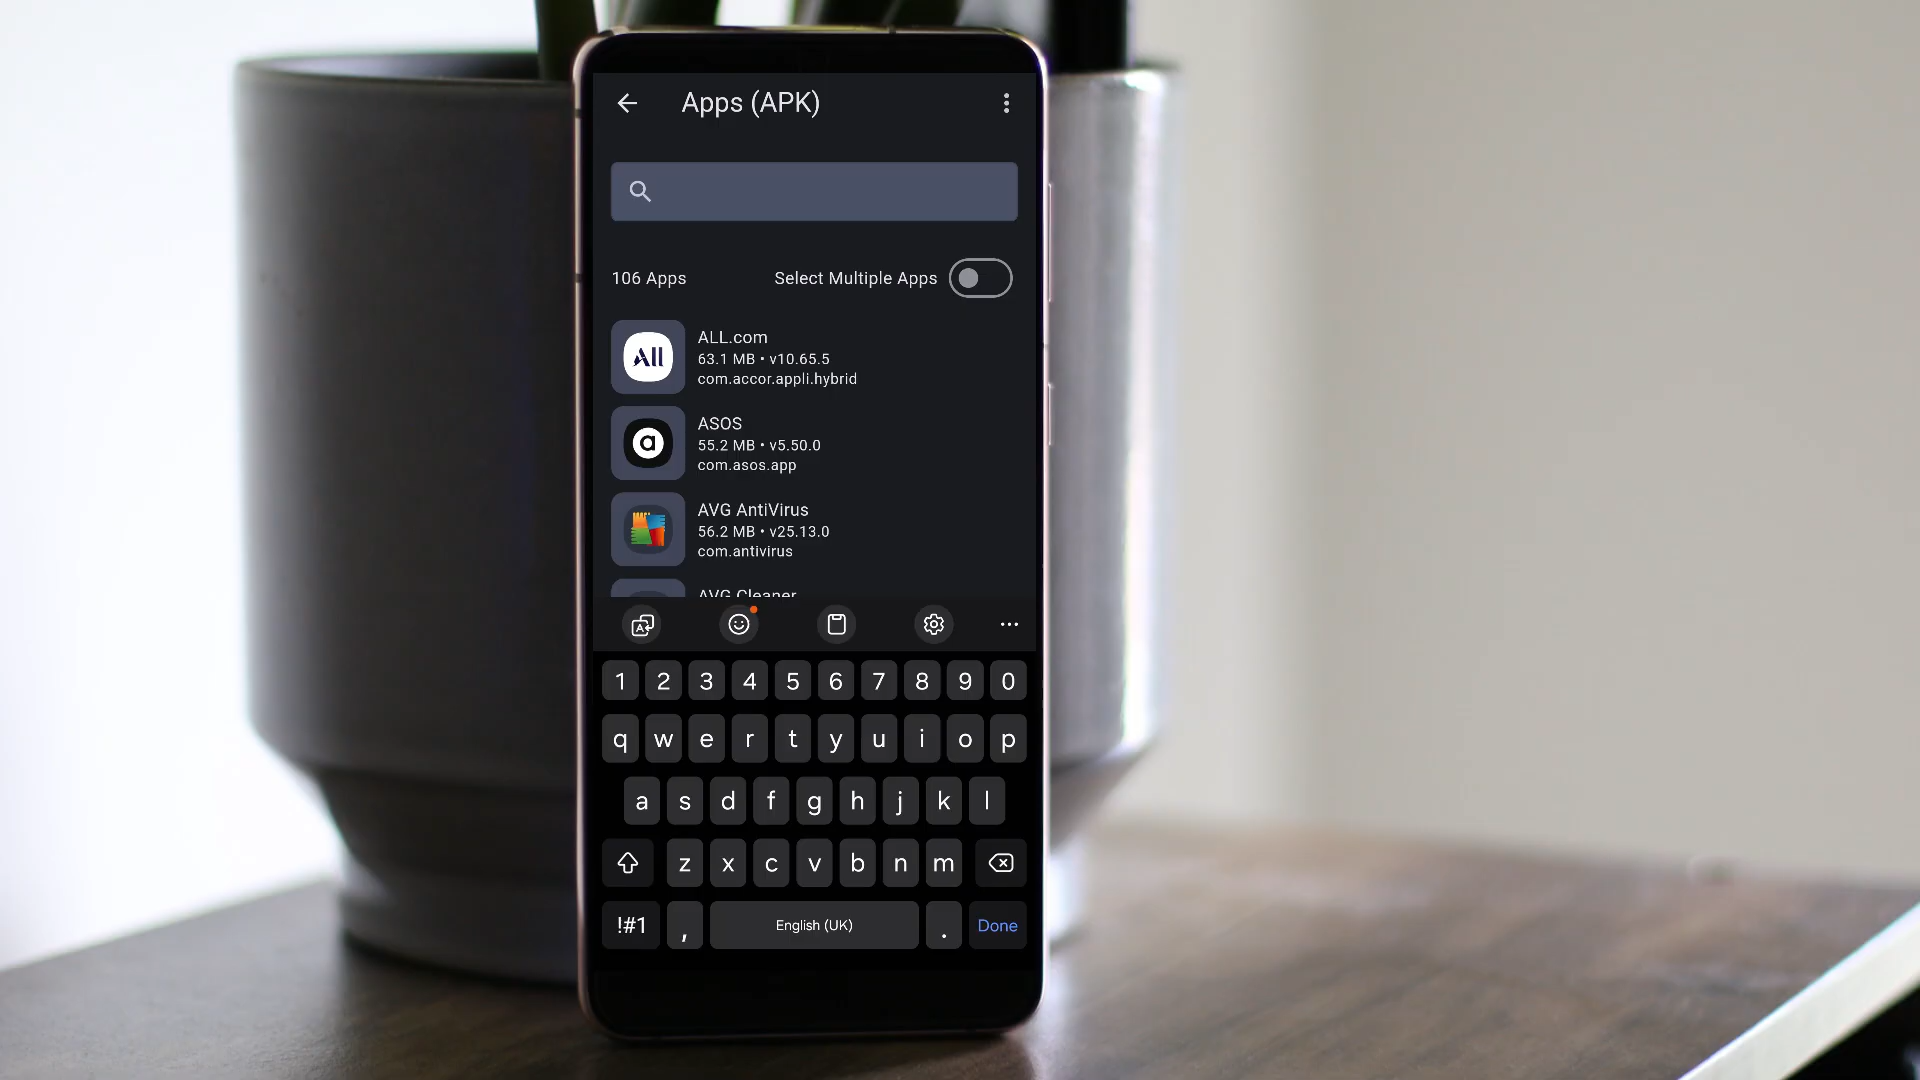 Apps (APK)
106 Apps
Select Multiple Apps
All
ALL.com
63.1 MB • v10.65.5
com.accor.appli.hybrid
a
ASOS
55.2 MB • v5.50.0
com.asos.app
AVG AntiVirus
56.2 MB • v25.13.0
com.antivirus
AVG Cleaner
A
1 2 3 4 5 6 7 8 9 0
q w e r t y u i o p
a s d f g h j k l
z x c v b n m
!#1 , English (UK) . Done